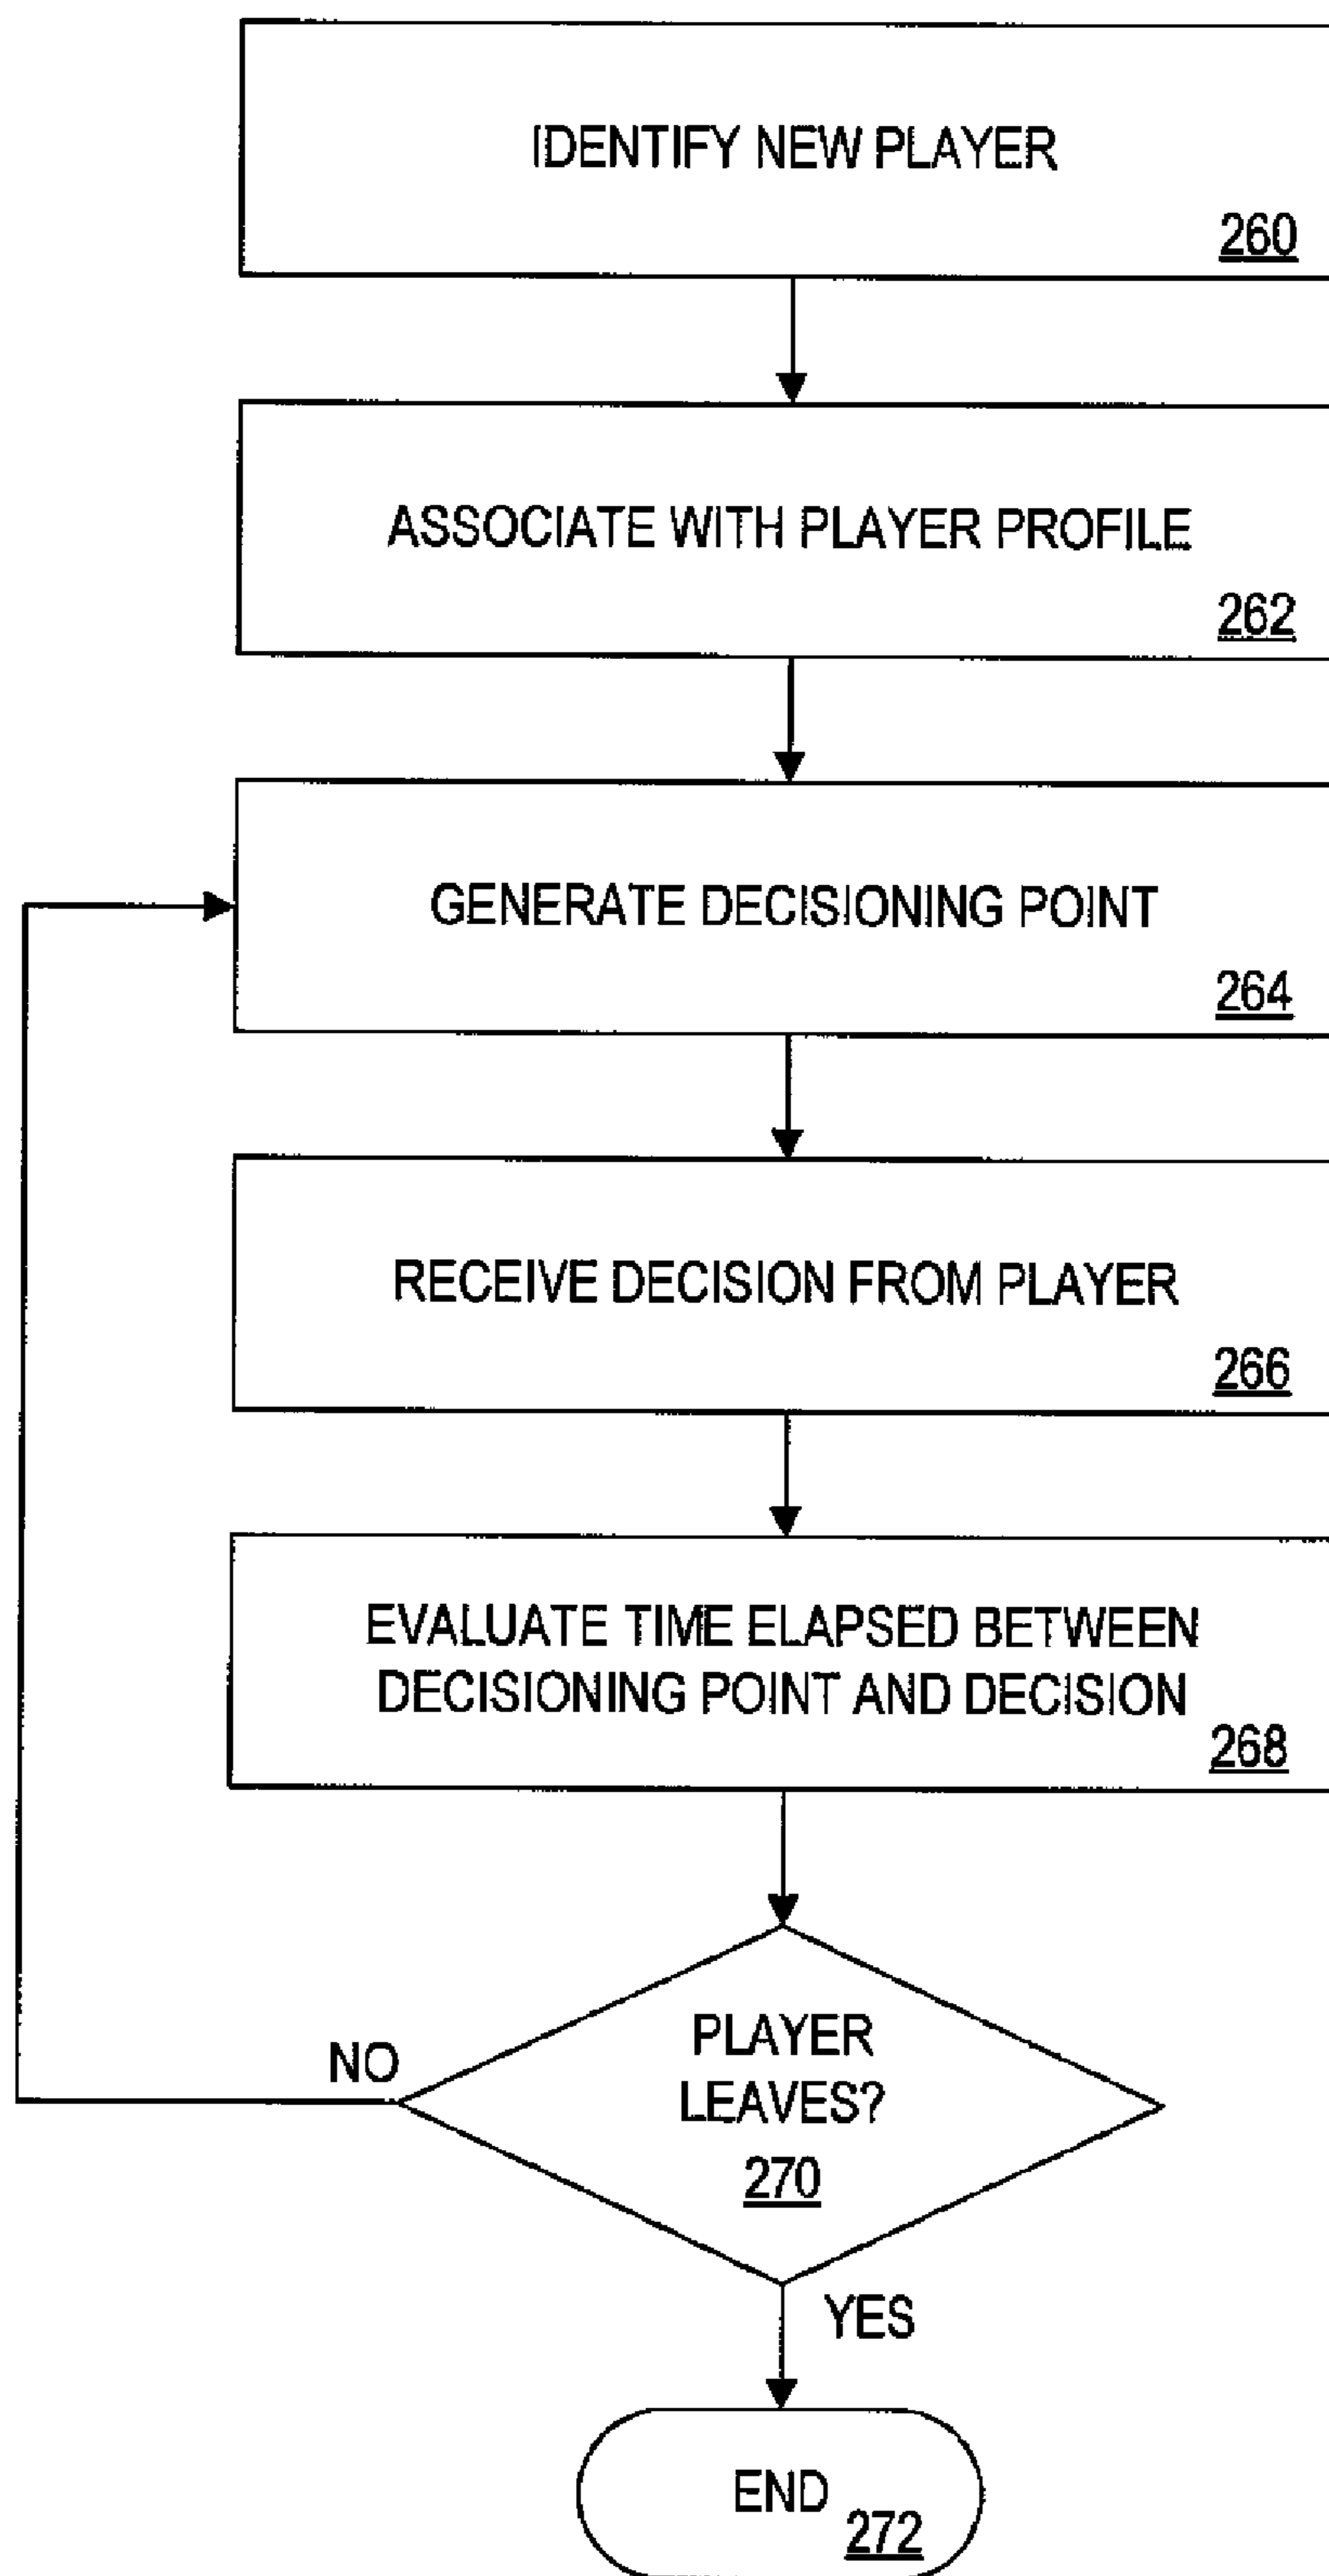 IDENTIFY NEW PLAYER
260
ASSOCIATE WITH PLAYER PROFILE
262
GENERATE DECISIONING POINT
264
RECEIVE DECISION FROM PLAYER
266
EVALUATE TIME ELAPSED BETWEEN
DECISIONING POINT AND DECISION
268
NO
PLAYER
LEAVES?
270
YES
END
272